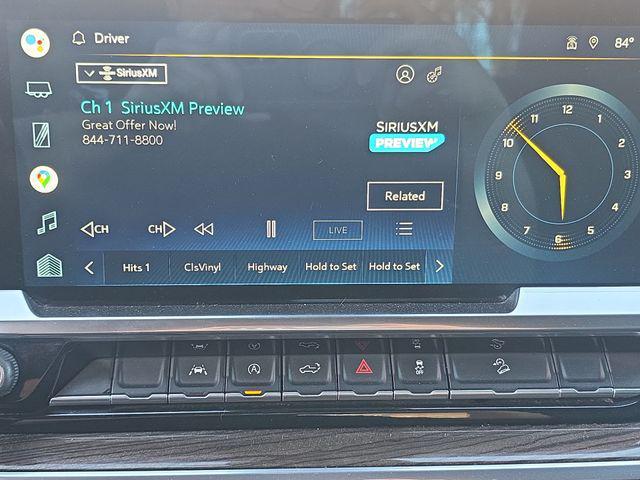 Driver
84°
SiriusXM
Ch 1 SiriusXM Preview
Great Offer Now!
844-711-8800
SIRIUSXM
PREVIEW
Related
CH
CH
LIVE
Hits 1
ClsVinyl
Highway
Hold to Set
Hold to Set
12
1
2
3
4
5
6
7
8
9
10
11
A
OFF